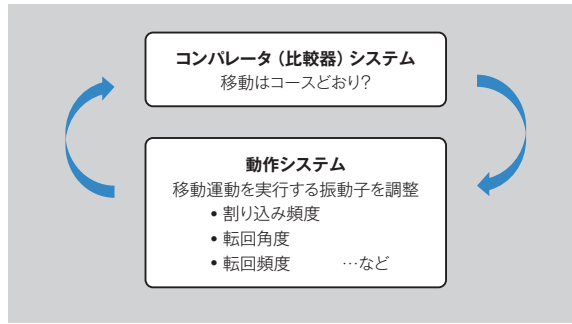 コンパレータ（比較器）システム
移動はコースどおり？
動作システム
移動運動を実行する振動子を調整
• 割り込み頻度
• 転回角度
• 転回頻度　　…など